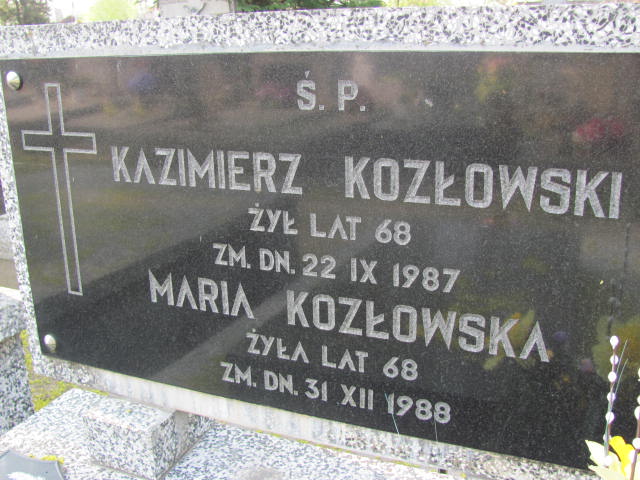 Ś. P.
KAZIMIERZ KOZŁOWSKI
ŻYŁ LAT 68
ZM. DN. 22 IX 1987
MARIA KOZŁOWSKA
ŻYŁA LAT 68
ZM. DN. 31 XII 1988